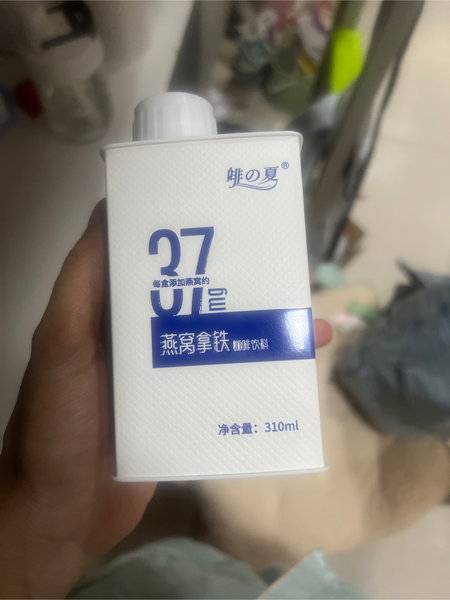 啡の夏®
37
每盒添加燕窝约
mg
燕窝拿铁 咖啡饮料
净含量：310ml